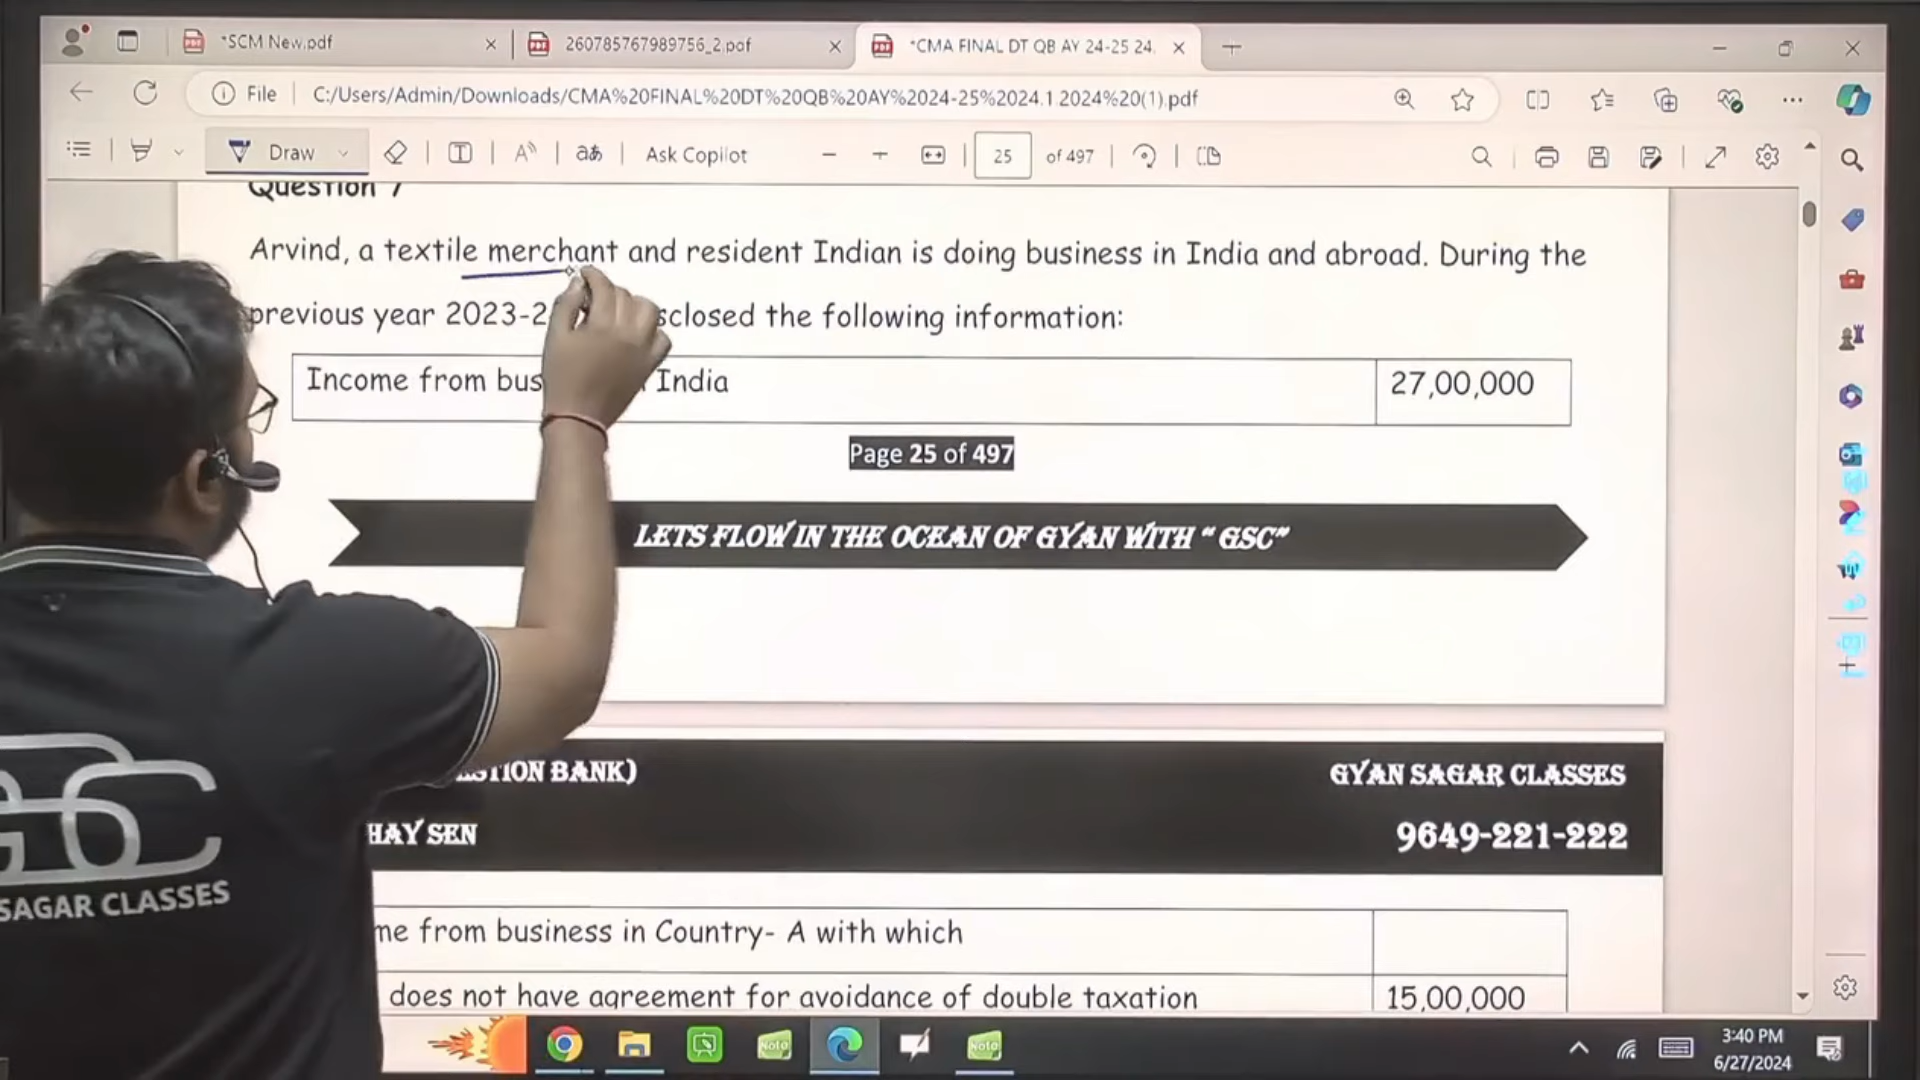 *SCM New.pdf
260785767989756_2.pdf
*CMA FINAL DT QB AY 24-25 24.
File
C:/Users/Admin/Downloads/CMA%20FINAL%20DT%20QB%20AY%2024-25%2024.1 2024%20(1).pdf
Draw
Ask Copilot
25
of 497
Question 7
Arvind, a textile merchant and resident Indian is doing business in India and abroad. During the
previous year 2023-2 sclosed the following information:
Income from bus India
27,00,000
Page 25 of 497
LETS FLOW IN THE OCEAN OF GYAN WITH " GSC"
STION BANK)
GYAN SAGAR CLASSES
HAY SEN
9649-221-222
me from business in Country- A with which
does not have agreement for avoidance of double taxation
15,00,000
SAGAR CLASSES
Note
Note
3:40 PM
6/27/2024